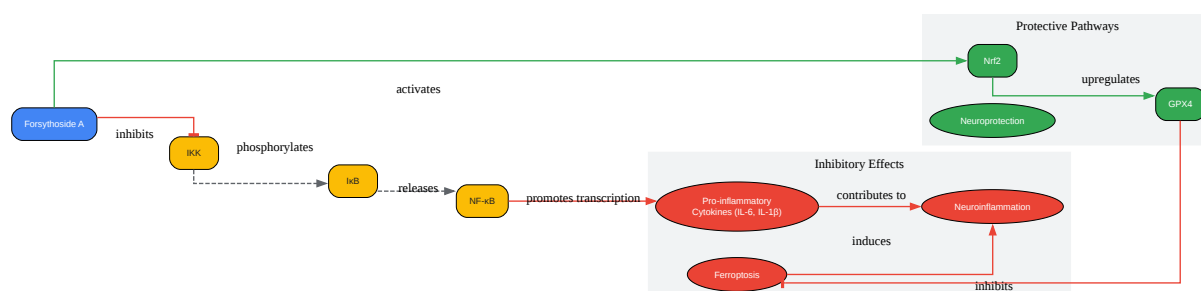 Protective Pathways
Nrf2
upregulates
activates
GPX4
Forsythoside A
inhibits
Neuroprotection
IKK
phosphorylates
Inhibitory Effects
IκB
releases
NF-κB
promotes transcription
Pro-inflammatory
Cytokines (IL-6, IL-1β)
contributes to
Neuroinflammation
induces
Ferroptosis
inhibits